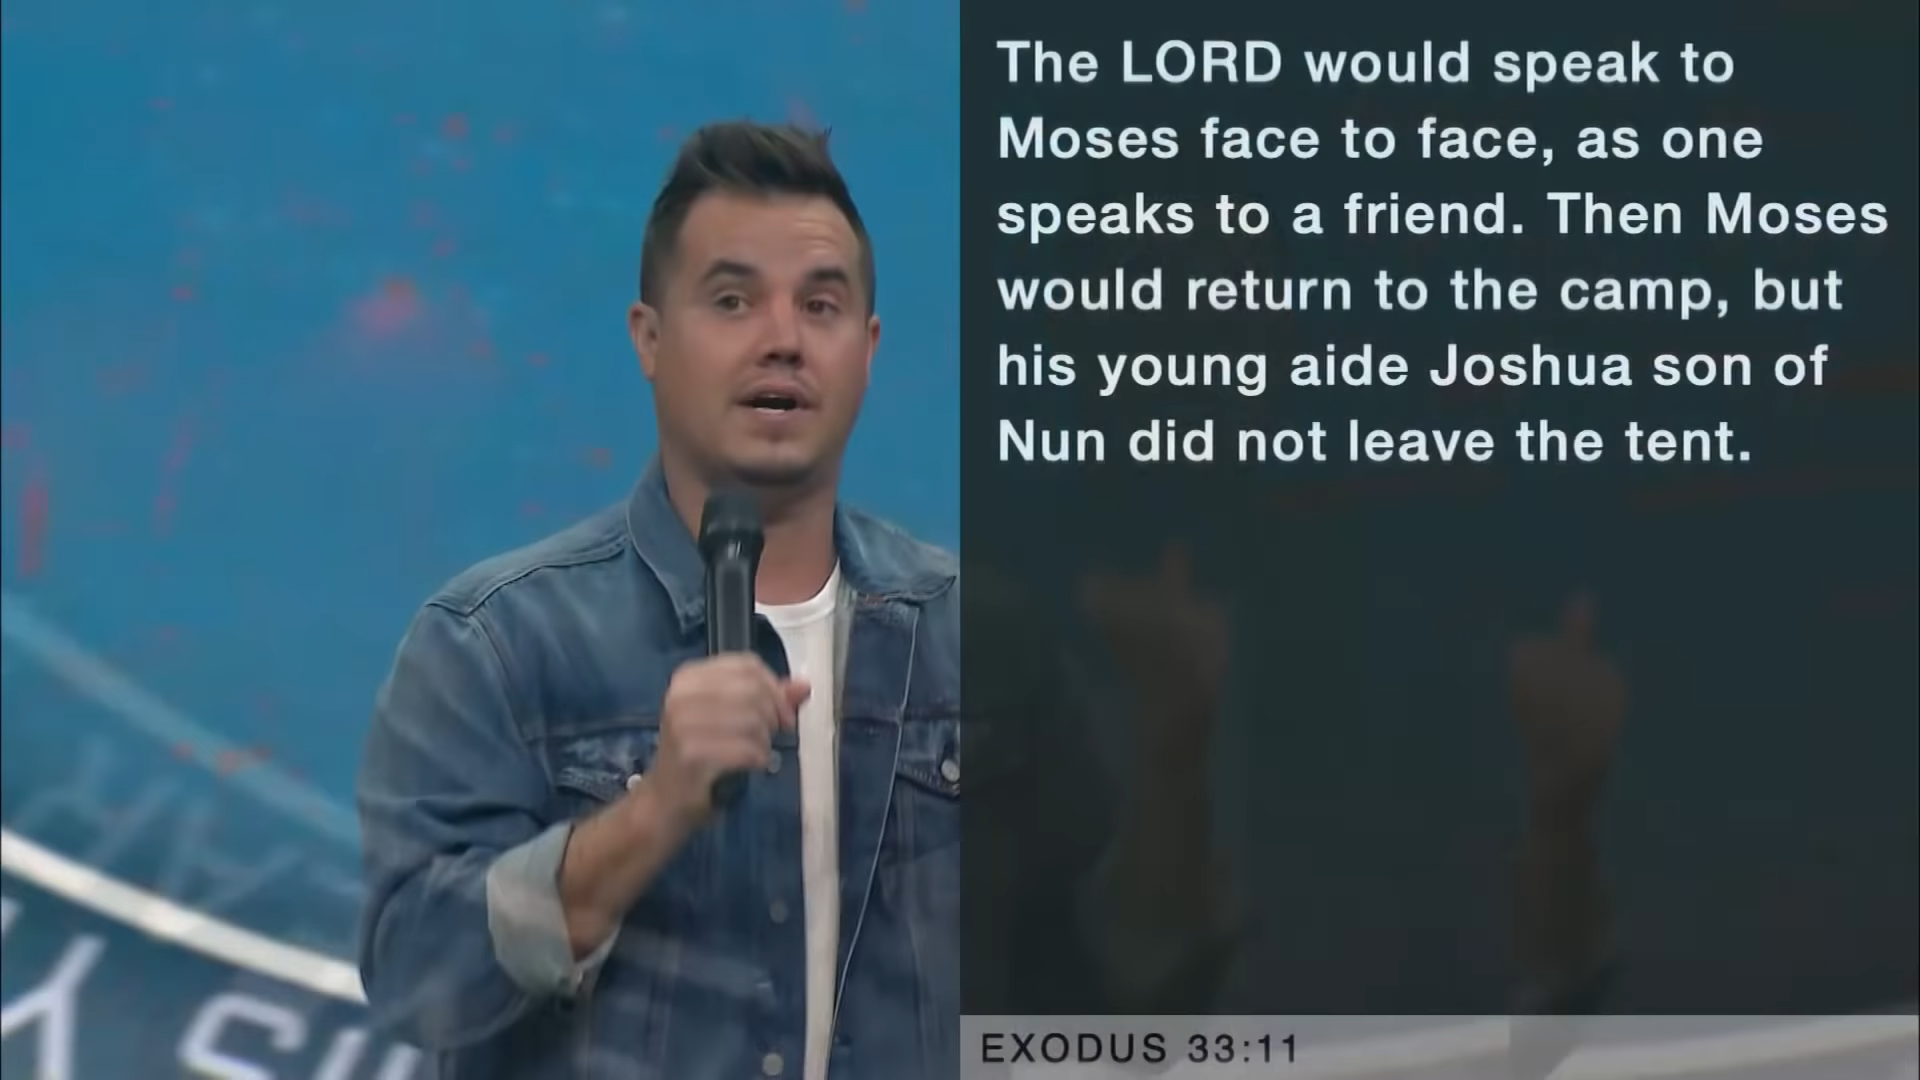 The LORD would speak to
Moses face to face, as one
speaks to a friend. Then Moses
would return to the camp, but
his young aide Joshua son of
Nun did not leave the tent.
EXODUS 33:11